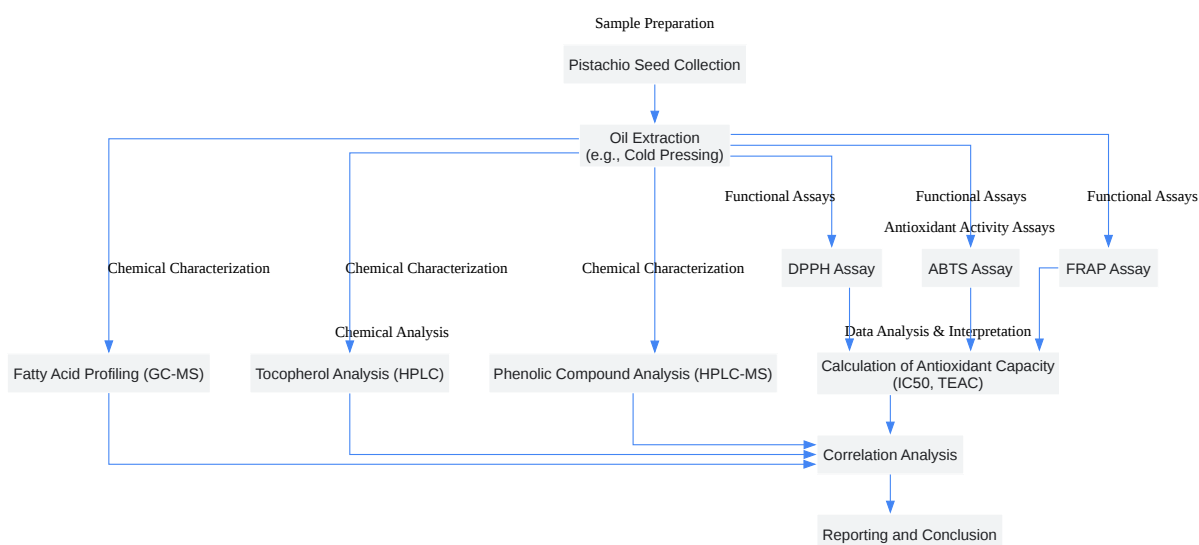 Sample Preparation
Pistachio Seed Collection
Oil Extraction
(e.g., Cold Pressing)
Functional Assays
Functional Assays
Functional Assays
Antioxidant Activity Assays
Chemical Characterization
Chemical Characterization
Chemical Characterization
DPPH Assay
ABTS Assay
FRAP Assay
Chemical Analysis
Data Analysis & Interpretation
Fatty Acid Profiling (GC-MS)
Tocopherol Analysis (HPLC)
Phenolic Compound Analysis (HPLC-MS)
Calculation of Antioxidant Capacity
(IC50, TEAC)
Correlation Analysis
Reporting and Conclusion